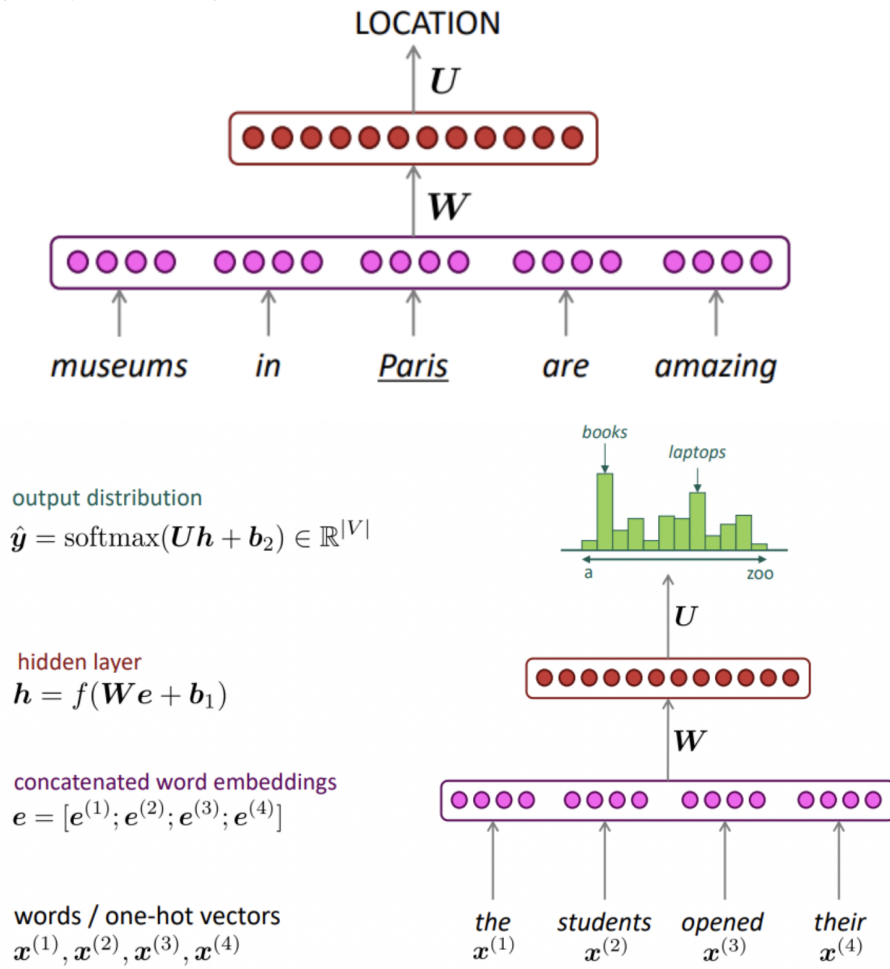 LOCATION
U
W
museums in Paris are amazing
books
laptops
output distribution
ŷ = softmax(Uh + b₂) ∈ ℝ^|V|
a zoo
U
hidden layer
h = f(We + b₁)
W
concatenated word embeddings
e = [e⁽¹⁾; e⁽²⁾; e⁽³⁾; e⁽⁴⁾]
words / one-hot vectors
x⁽¹⁾, x⁽²⁾, x⁽³⁾, x⁽⁴⁾
the students opened their
x⁽¹⁾ x⁽²⁾ x⁽³⁾ x⁽⁴⁾